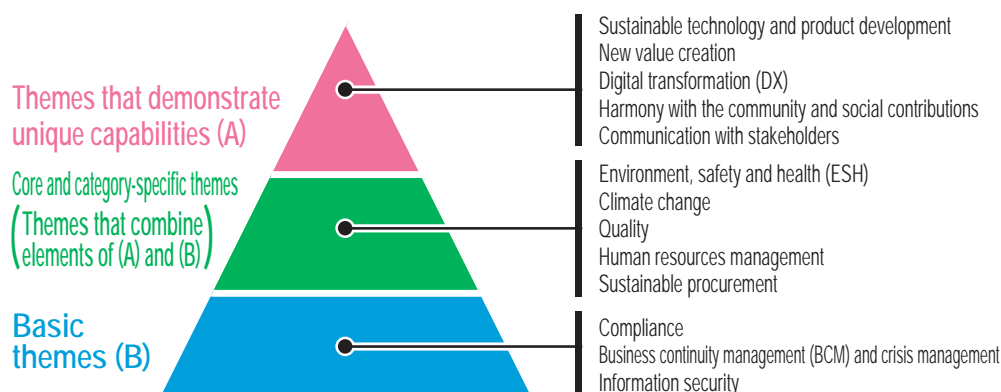 Themes that demonstrate
unique capabilities (A)
Sustainable technology and product development
New value creation
Digital transformation (DX)
Harmony with the community and social contributions
Communication with stakeholders
Core and category-specific themes
(Themes that combine
elements of (A) and (B))
Environment, safety and health (ESH)
Climate change
Quality
Human resources management
Sustainable procurement
Basic
themes (B)
Compliance
Business continuity management (BCM) and crisis management
Information security